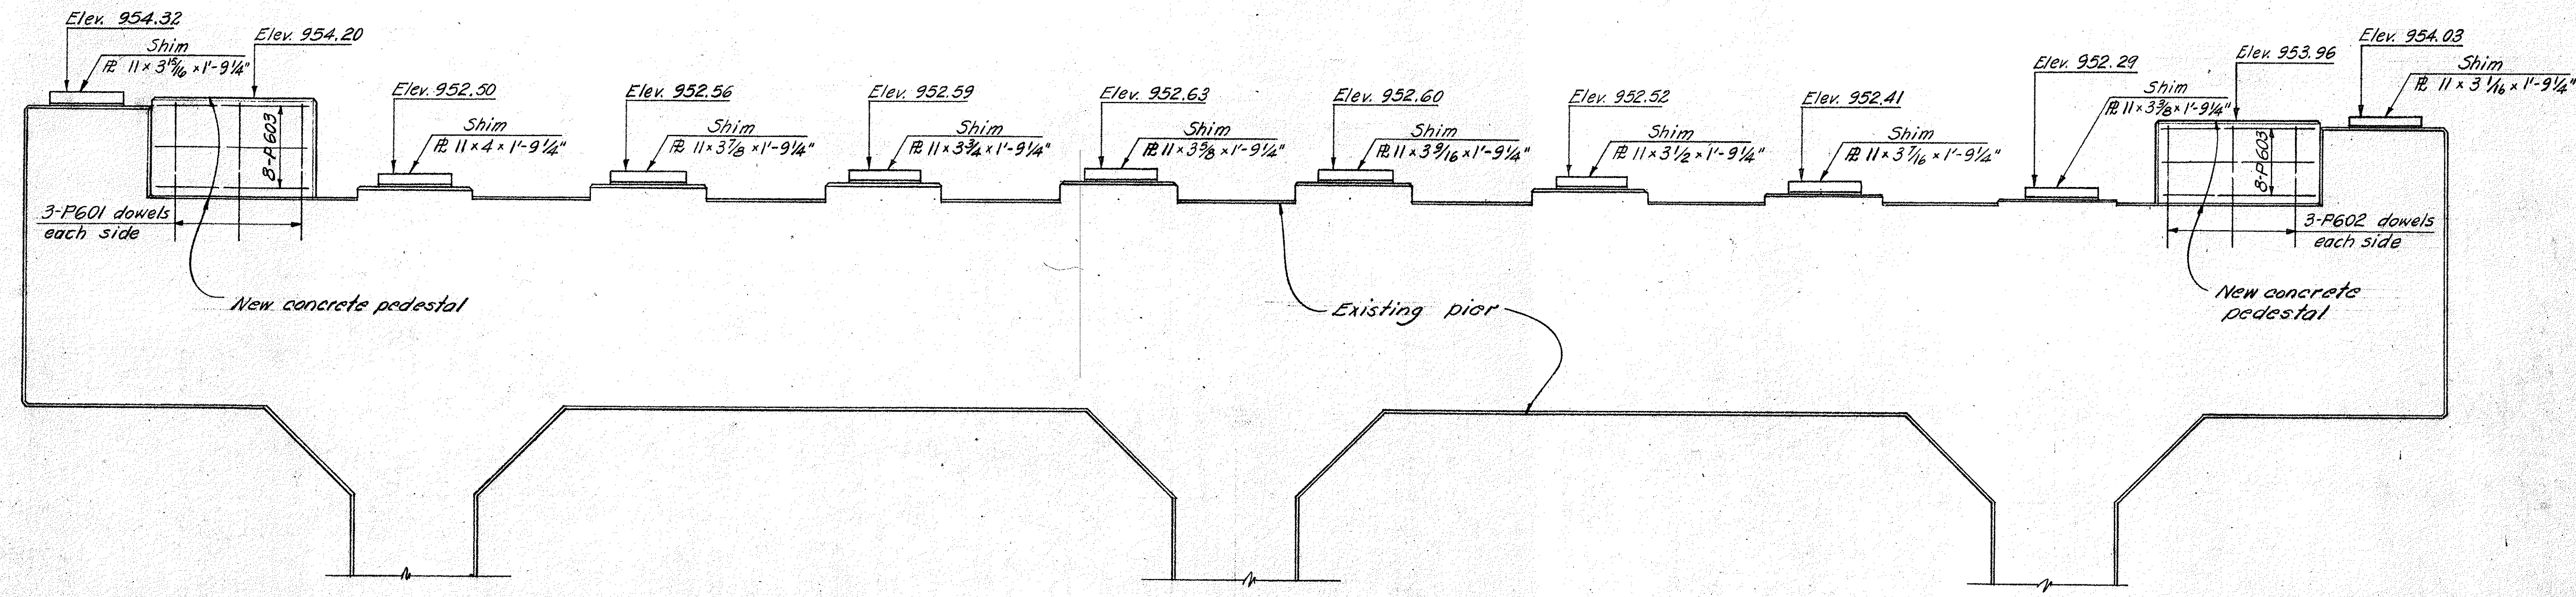 Elev. 954.32
Shim
PL 11 x 3 15/16 x 1'-9 1/4"
Elev. 954.20
8-P603
3-P601 dowels
each side
New concrete pedestal
Elev. 952.50
Shim
PL 11 x 4 x 1'-9 1/4"
Elev. 952.56
Shim
PL 11 x 3 7/8 x 1'-9 1/4"
Elev. 952.59
Shim
PL 11 x 3 3/4 x 1'-9 1/4"
Elev. 952.63
Shim
PL 11 x 3 5/8 x 1'-9 1/4"
Elev. 952.60
Shim
PL 11 x 3 9/16 x 1'-9 1/4"
Elev. 952.52
Shim
PL 11 x 3 1/2 x 1'-9 1/4"
Elev. 952.41
Shim
PL 11 x 3 7/16 x 1'-9 1/4"
Elev. 952.29
Shim
PL 11 x 3 3/8 x 1'-9 1/4"
Elev. 953.96
8-P603
Elev. 954.03
Shim
PL 11 x 3 1/16 x 1'-9 1/4"
3-P602 dowels
each side
New concrete
pedestal
Existing pier